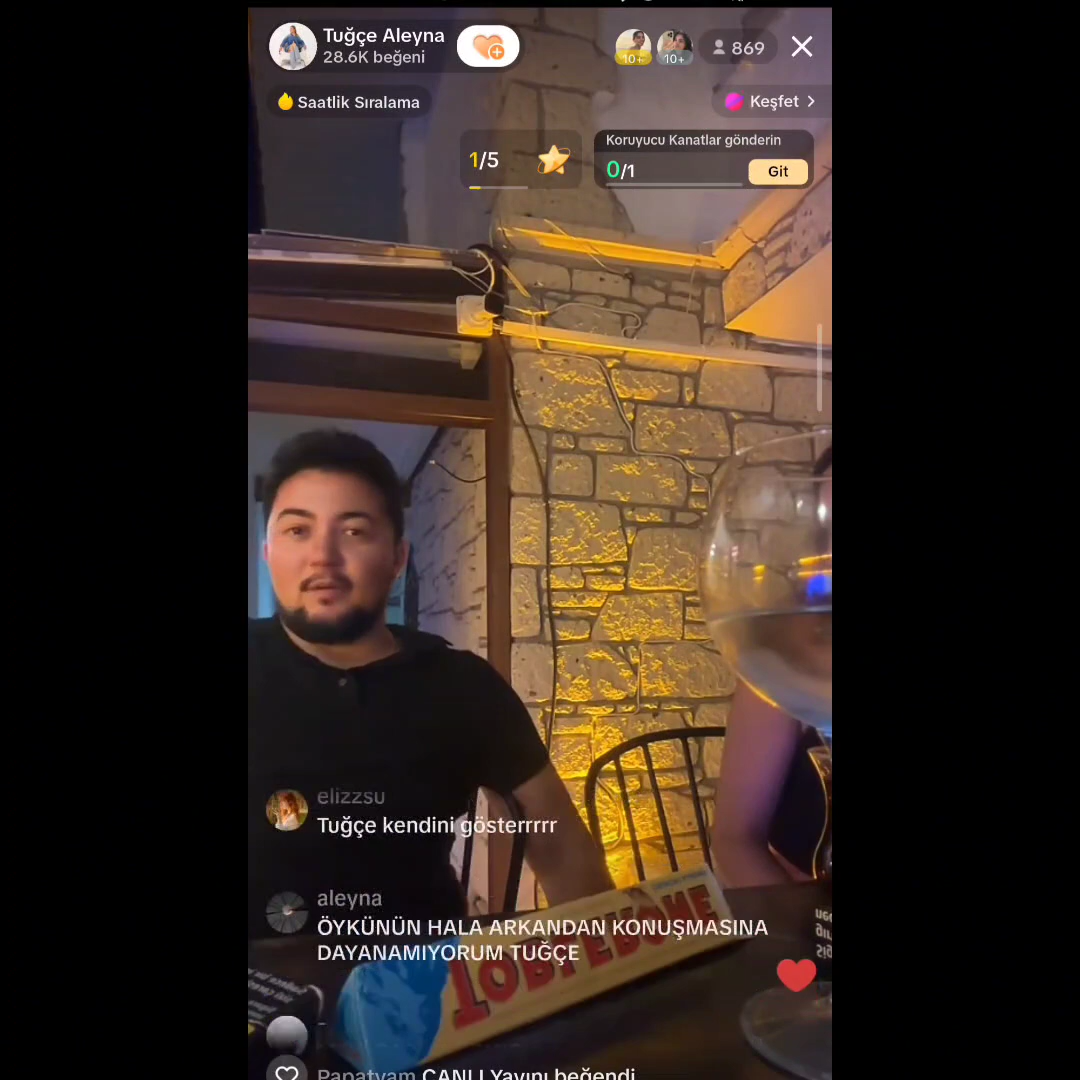 Tuğçe Aleyna
28.6K beğeni
10+
10+
869
Saatlik Sıralama
Keşfet
1/5
Koruyucu Kanatlar gönderin
0/1
Git
elizzsu
Tuğçe kendini gösterrrrr
aleyna
ÖYKÜNÜN HALA ARKANDAN KONUŞMASINA
DAYANAMIYORUM TUĞÇE
TOBLERONE
Papatyam CANLI Yayını beğendi